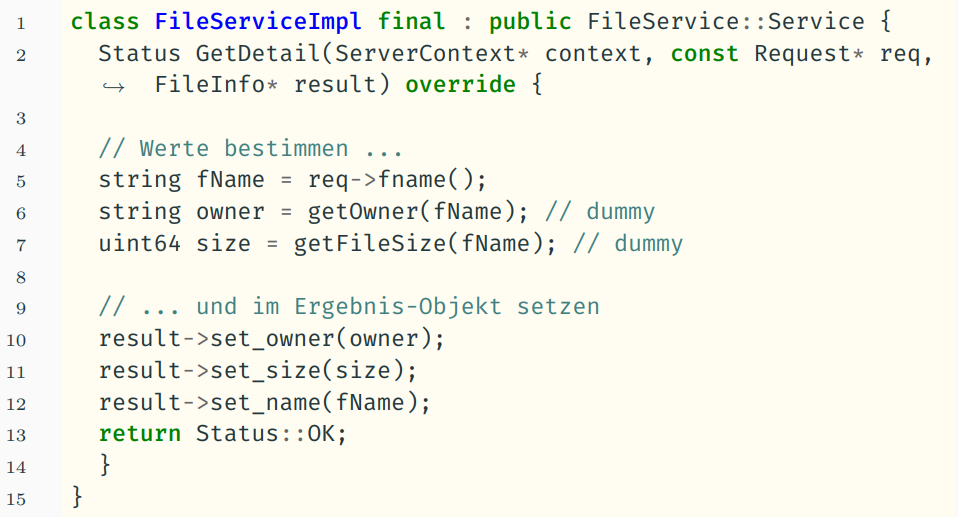 1 class FileServiceImpl final : public FileService::Service {
2 Status GetDetail(ServerContext* context, const Request* req,
↪ FileInfo* result) override {
3
4 // Werte bestimmen ...
5 string fName = req->fname();
6 string owner = getOwner(fName); // dummy
7 uint64 size = getFileSize(fName); // dummy
8
9 // ... und im Ergebnis-Objekt setzen
10 result->set_owner(owner);
11 result->set_size(size);
12 result->set_name(fName);
13 return Status::OK;
14 }
15 }